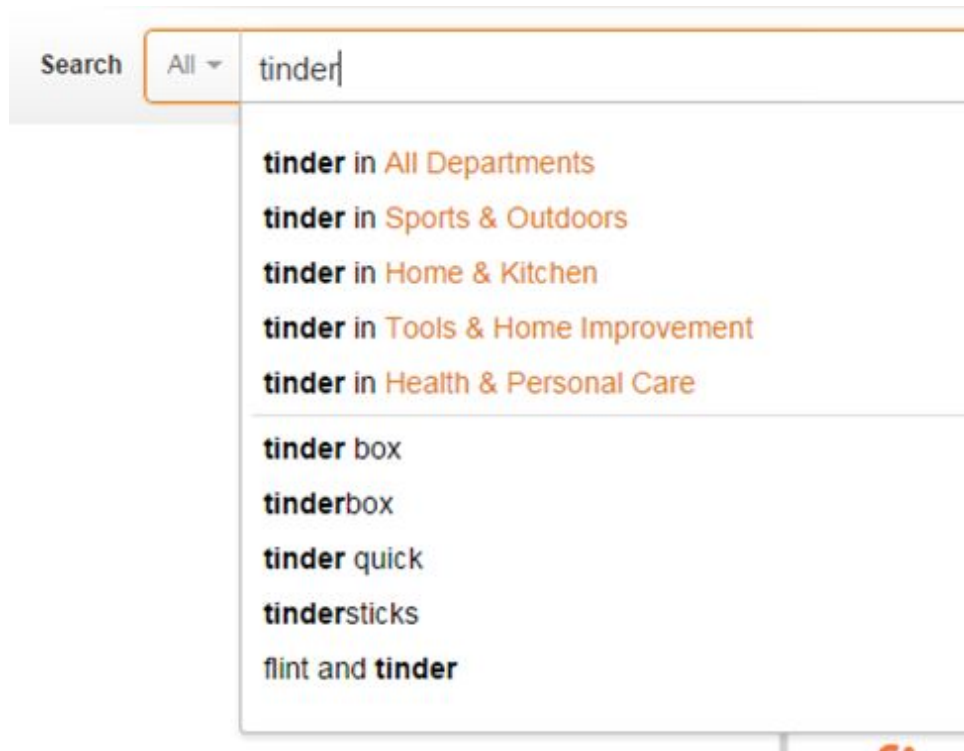 Search All tinder
tinder in All Departments
tinder in Sports & Outdoors
tinder in Home & Kitchen
tinder in Tools & Home Improvement
tinder in Health & Personal Care
tinder box
tinderbox
tinder quick
tindersticks
flint and tinder